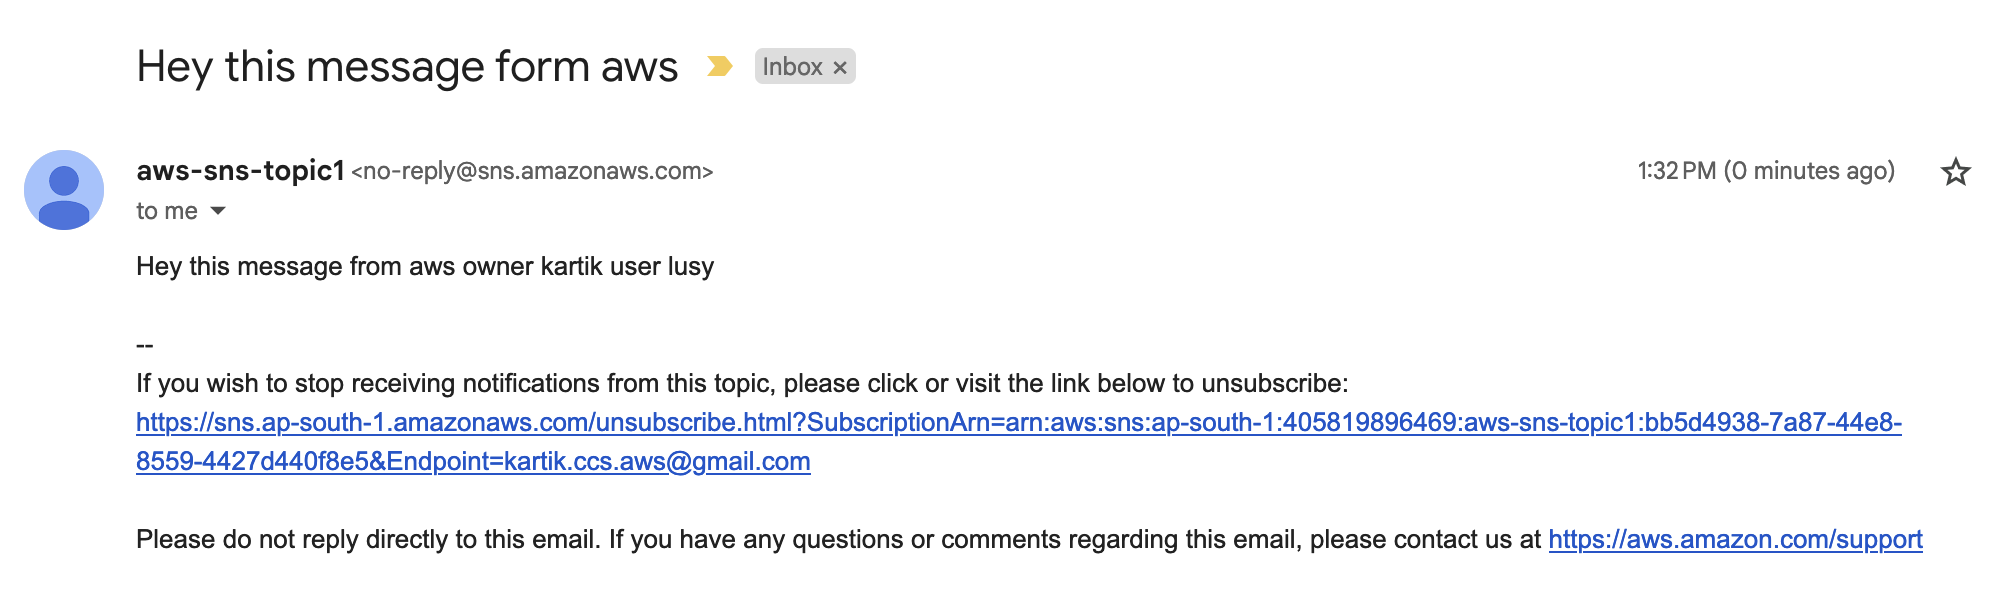 Hey this message form aws Inbox ×
aws-sns-topic1 <no-reply@sns.amazonaws.com> 1:32 PM (0 minutes ago)
to me
Hey this message from aws owner kartik user lusy
--
If you wish to stop receiving notifications from this topic, please click or visit the link below to unsubscribe:
https://sns.ap-south-1.amazonaws.com/unsubscribe.html?SubscriptionArn=arn:aws:sns:ap-south-1:405819896469:aws-sns-topic1:bb5d4938-7a87-44e8-
8559-4427d440f8e5&Endpoint=kartik.ccs.aws@gmail.com
Please do not reply directly to this email. If you have any questions or comments regarding this email, please contact us at https://aws.amazon.com/support